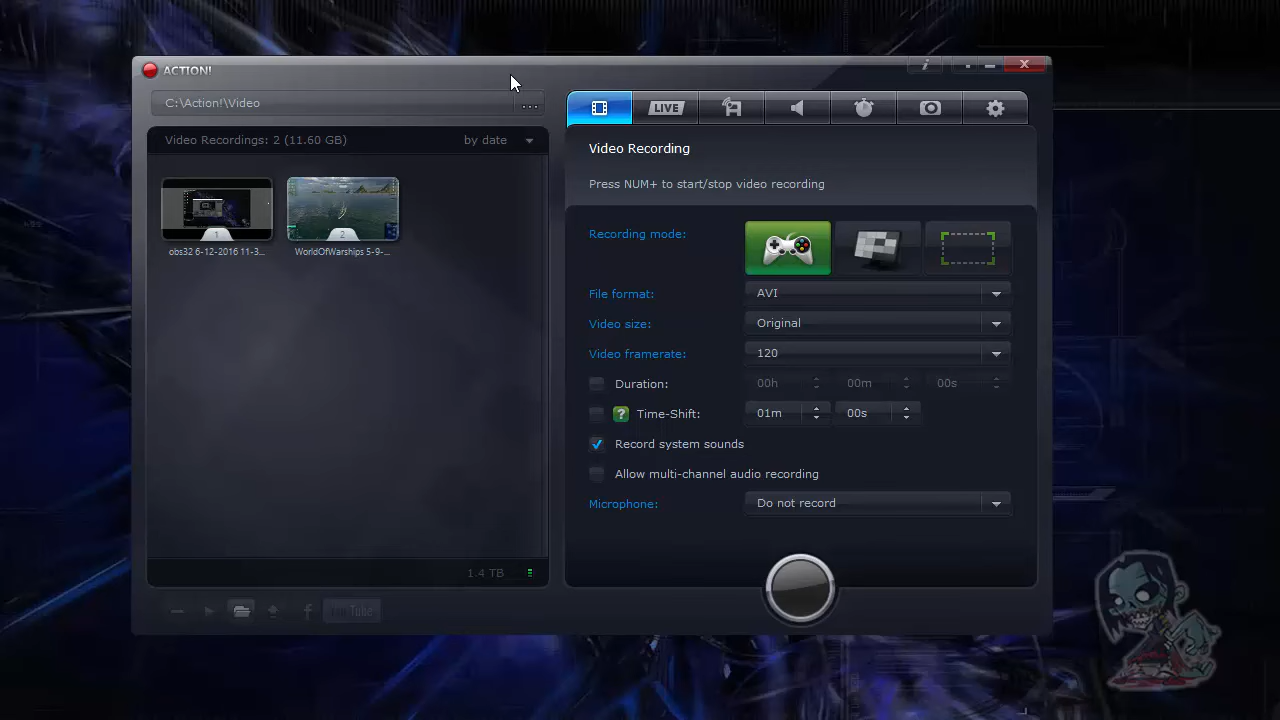 ACTION!
C:\Action!\Video
...
LIVE
Video Recordings: 2 (11.60 GB)
by date
1
obs32 6-12-2016 11-3...
2
WorldOfWarships 5-9-...
1.4 TB
f
YouTube
Video Recording
Press NUM+ to start/stop video recording
Recording mode:
File format: AVI
Video size: Original
Video framerate: 120
Duration: 00h 00m 00s
? Time-Shift: 01m 00s
Record system sounds
Allow multi-channel audio recording
Microphone: Do not record